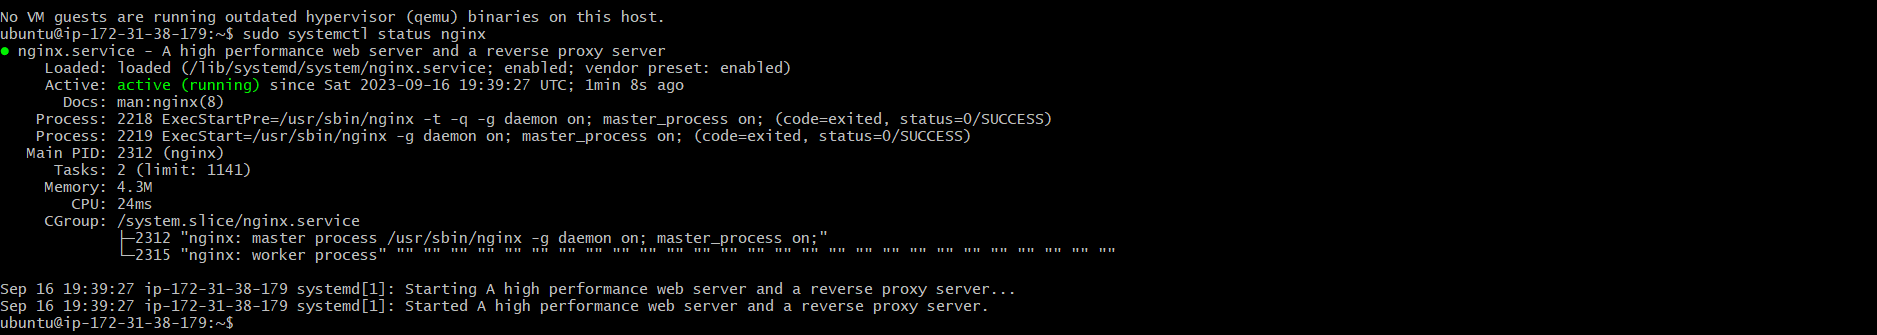 No VM guests are running outdated hypervisor (qemu) binaries on this host.
ubuntu@ip-172-31-38-179:~$ sudo systemctl status nginx
● nginx.service - A high performance web server and a reverse proxy server
     Loaded: loaded (/lib/systemd/system/nginx.service; enabled; vendor preset: enabled)
     Active: active (running) since Sat 2023-09-16 19:39:27 UTC; 1min 8s ago
       Docs: man:nginx(8)
    Process: 2218 ExecStartPre=/usr/sbin/nginx -t -q -g daemon on; master_process on; (code=exited, status=0/SUCCESS)
    Process: 2219 ExecStart=/usr/sbin/nginx -g daemon on; master_process on; (code=exited, status=0/SUCCESS)
   Main PID: 2312 (nginx)
      Tasks: 2 (limit: 1141)
     Memory: 4.3M
        CPU: 24ms
     CGroup: /system.slice/nginx.service
             ├─2312 "nginx: master process /usr/sbin/nginx -g daemon on; master_process on;"
             └─2315 "nginx: worker process" "" "" "" "" "" "" "" "" "" "" "" "" "" "" "" "" "" "" "" "" "" "" "" "" "" "" ""
Sep 16 19:39:27 ip-172-31-38-179 systemd[1]: Starting A high performance web server and a reverse proxy server...
Sep 16 19:39:27 ip-172-31-38-179 systemd[1]: Started A high performance web server and a reverse proxy server.
ubuntu@ip-172-31-38-179:~$